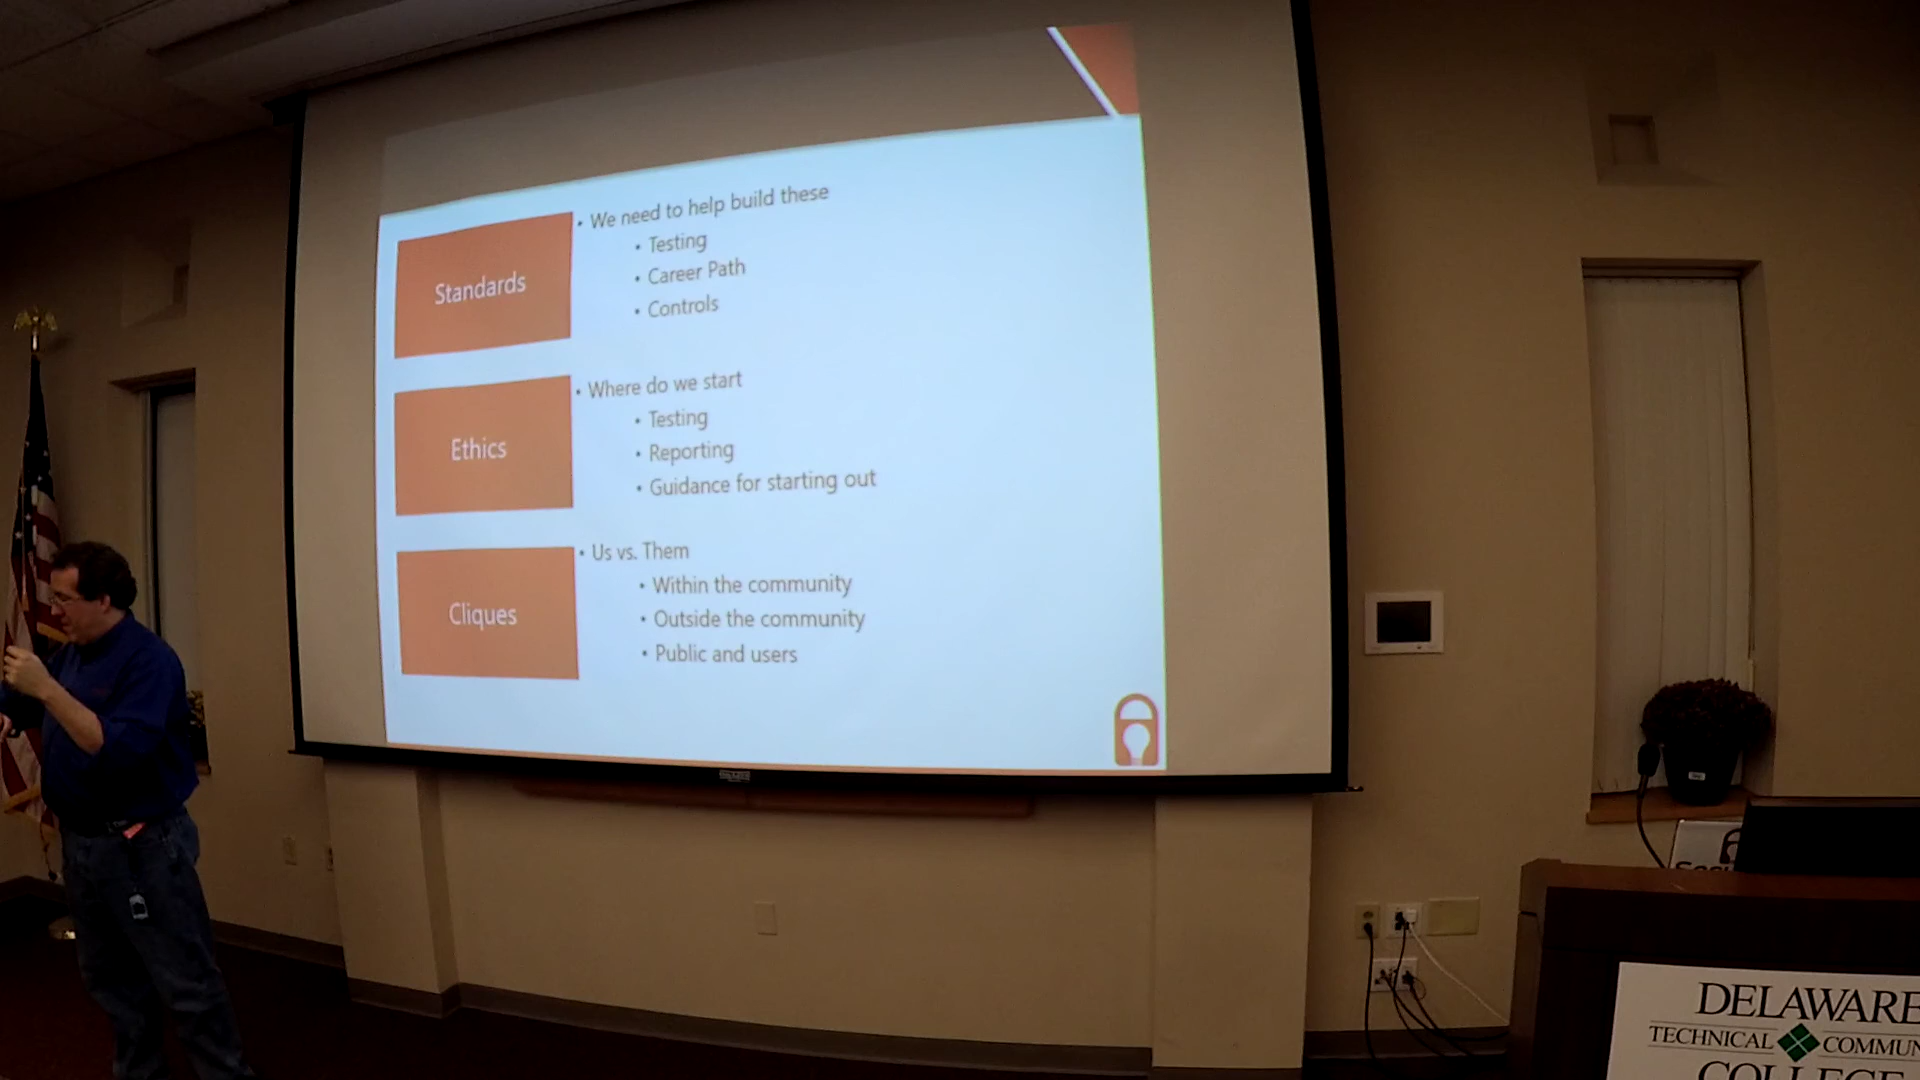 Standards
• We need to help build these
• Testing
• Career Path
• Controls
Ethics
• Where do we start
• Testing
• Reporting
• Guidance for starting out
Cliques
• Us vs. Them
• Within the community
• Outside the community
• Public and users
DELAWARE
TECHNICAL COMMUN
COLLEGE